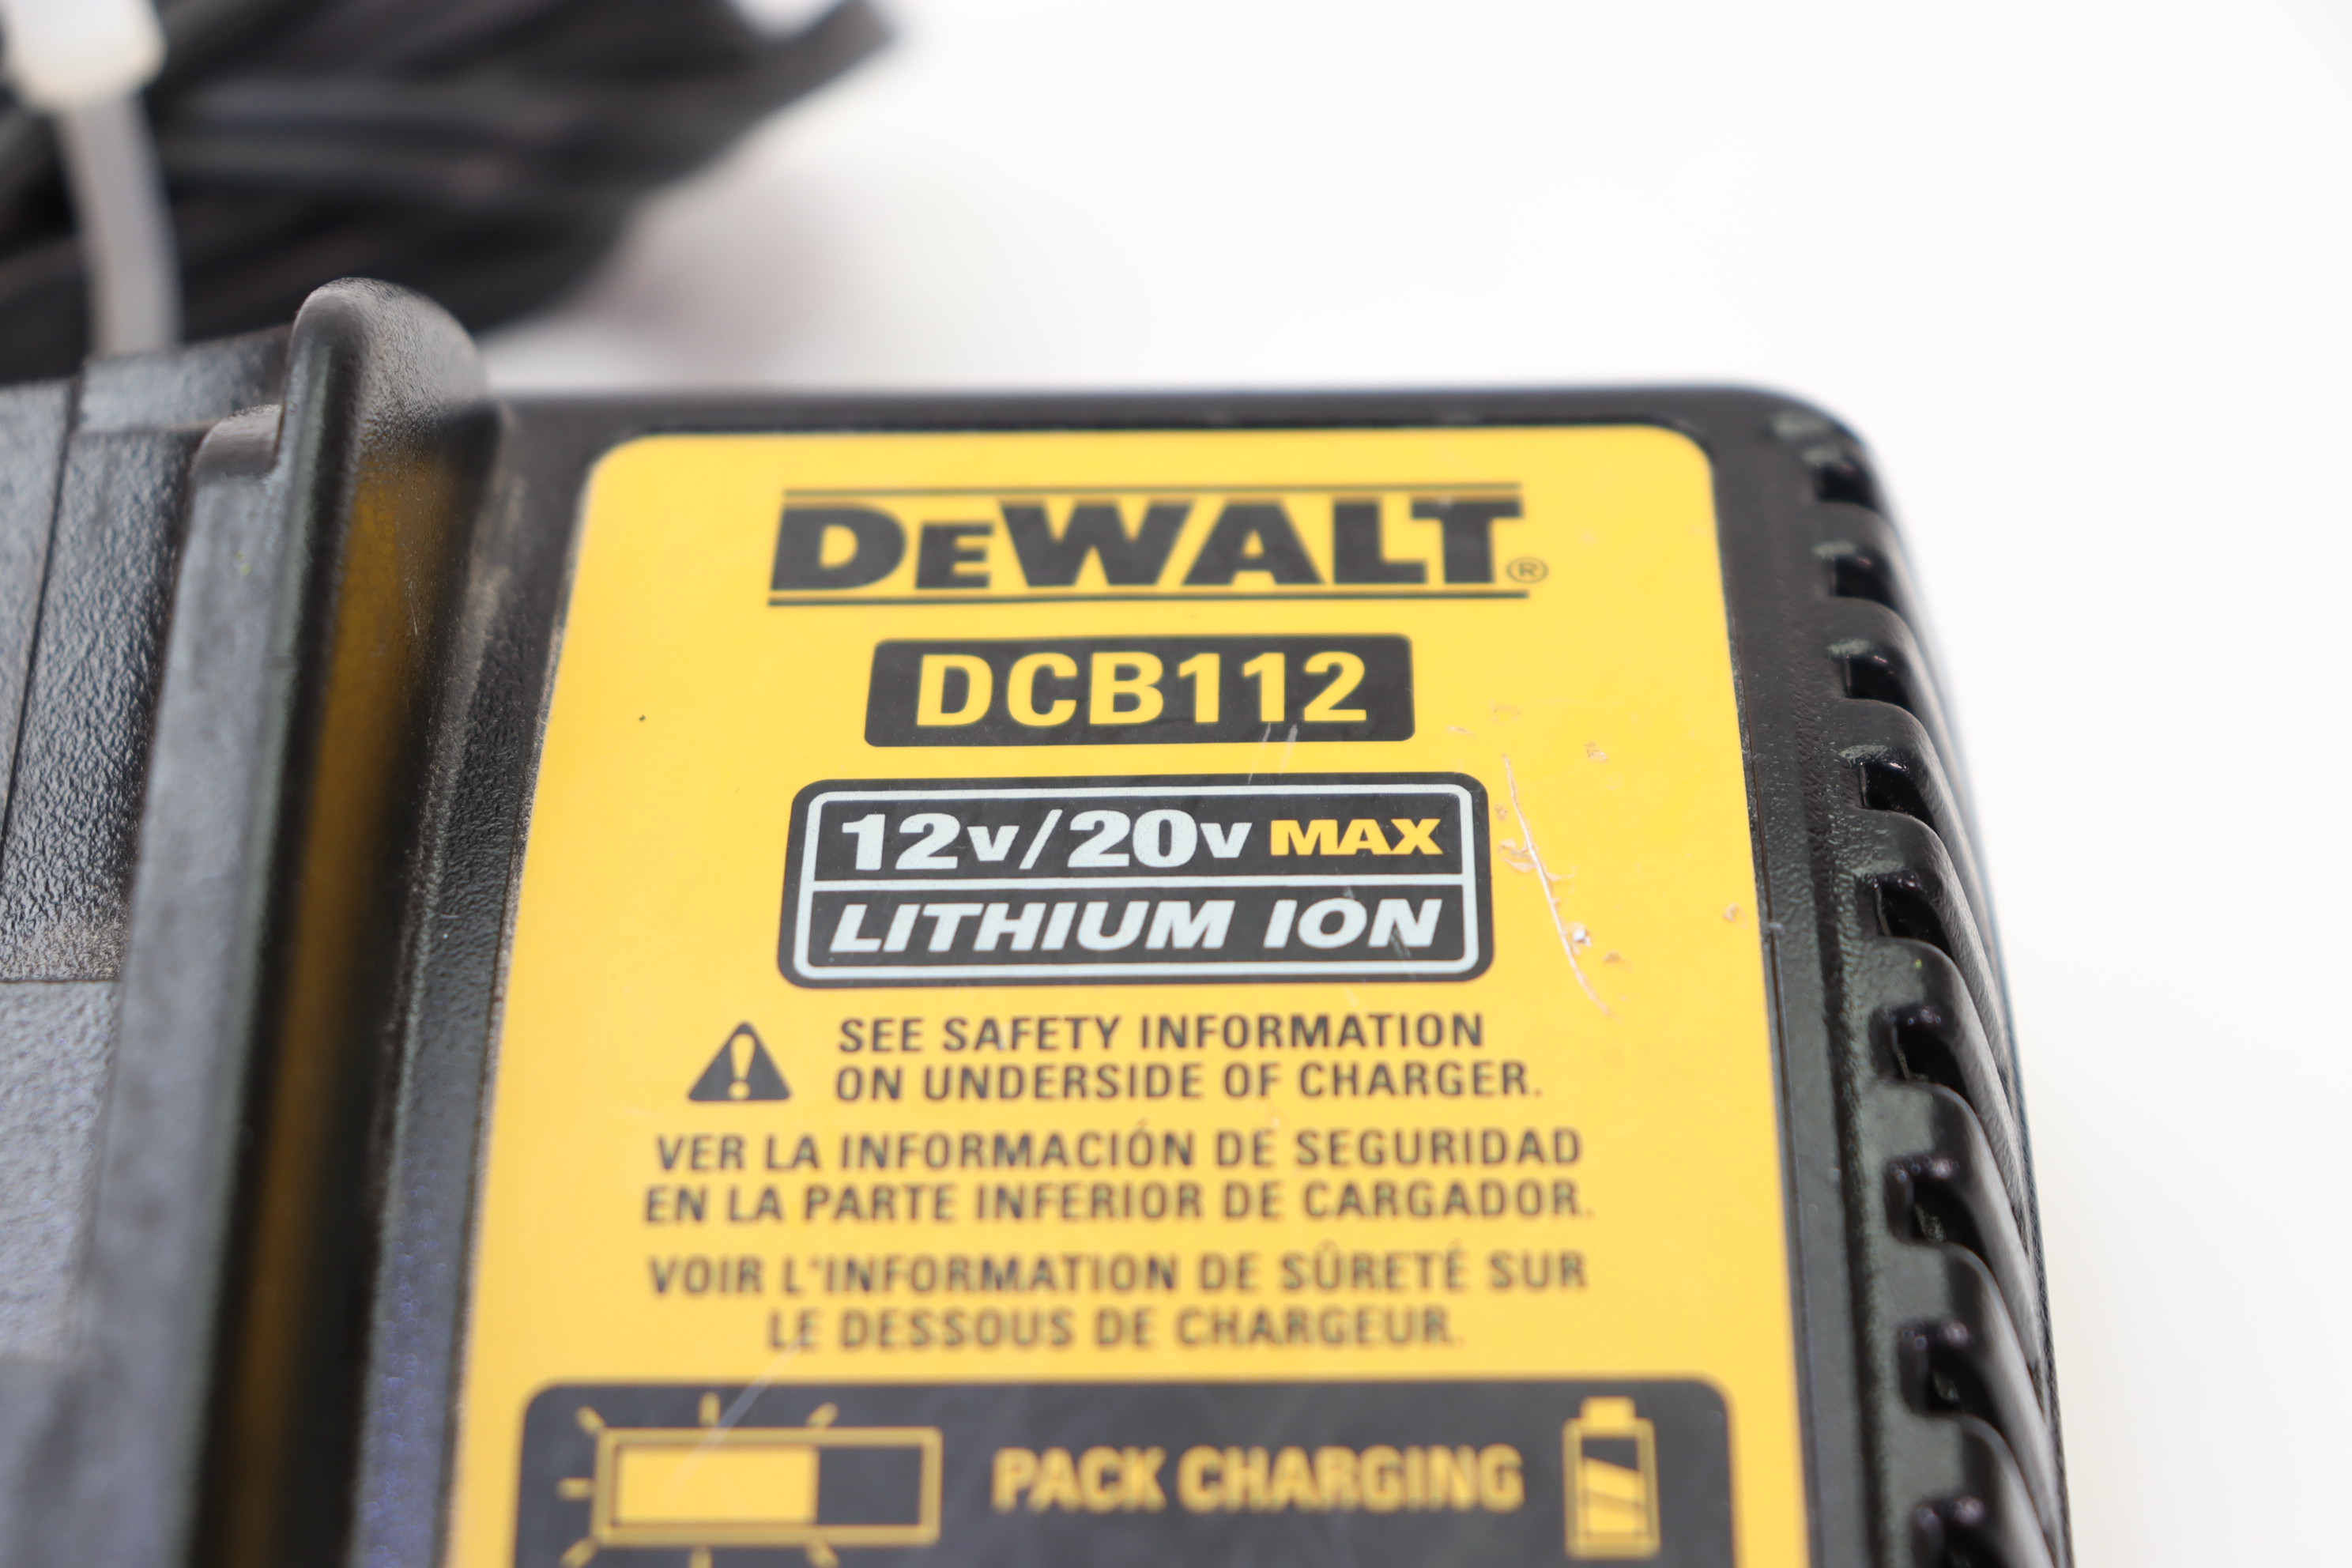 DEWALT®
DCB112
12V/20V MAX
LITHIUM ION
SEE SAFETY INFORMATION
ON UNDERSIDE OF CHARGER.
VER LA INFORMACIÓN DE SEGURIDAD
EN LA PARTE INFERIOR DE CARGADOR.
VOIR L'INFORMATION DE SÛRETÉ SUR
LE DESSOUS DE CHARGEUR.
PACK CHARGING